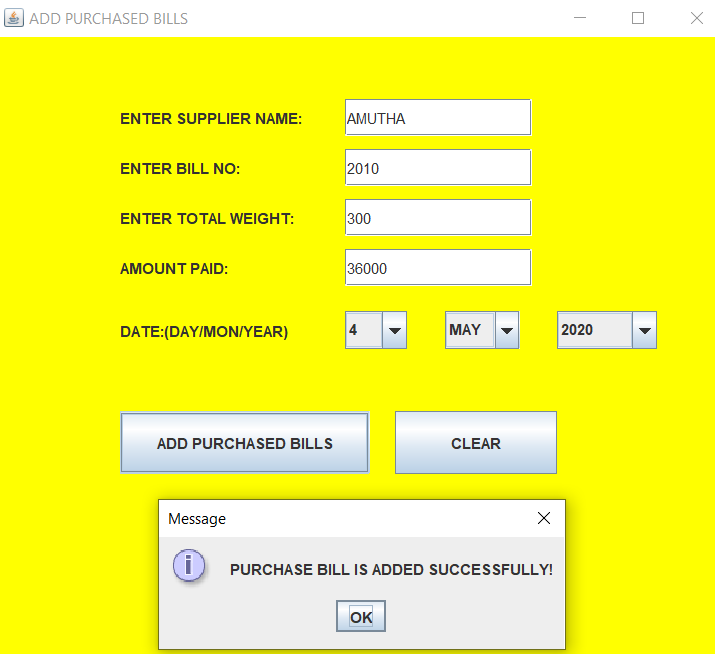 ADD PURCHASED BILLS
ENTER SUPPLIER NAME: AMUTHA
ENTER BILL NO: 2010
ENTER TOTAL WEIGHT: 300
AMOUNT PAID: 36000
DATE:(DAY/MON/YEAR) 4 MAY 2020
ADD PURCHASED BILLS CLEAR
Message
PURCHASE BILL IS ADDED SUCCESSFULLY!
OK